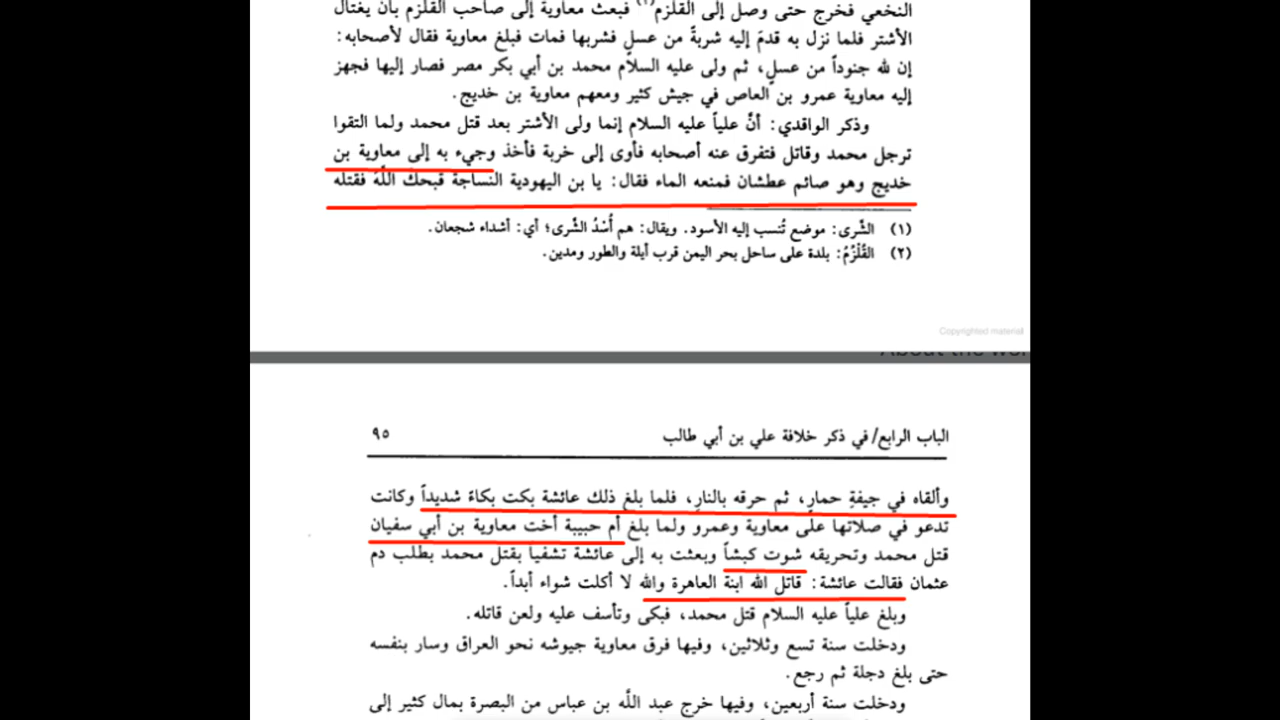 النخعي فخرج حتى وصل إلى القلزم(٢) فبعث معاوية إلى صاحب القلزم بأن يغتال
الأشتر فلما نزل به قدمَ إليه شربةً من عسلٍ فشربها فمات فبلغ معاوية فقال لأصحابه:
إن لله جنوداً من عسلٍ، ثم ولى عليه السلام محمد بن أبي بكر مصر فصار إليها فجهز
إليه معاوية عمرو بن العاص في جيش كثير ومعهم معاوية بن خديج.
وذكر الواقدي: أنَّ علياً عليه السلام إنما ولى الأشتر بعد قتل محمد ولما التقوا
ترجل محمد وقاتل فتفرق عنه أصحابه فأوى إلى خربة فأخذ وجيء به إلى معاوية بن
خديج وهو صائم عطشان فمنعه الماء فقال: يا بن اليهودية النساجة قبحك اللَّهُ فقتله
(١) الشَّرى: موضع تُنسب إليه الأسود. ويقال: هم أُسْدُ الشَّرى؛ أي: أشداء شجعان.
(٢) القُلْزُمُ: بلدة على ساحل بحر اليمن قرب أيلة والطور ومدين.
Copyrighted material
الباب الرابع/ في ذكر خلافة علي بن أبي طالب ٩٥
وألقاه في جيفةِ حمارٍ، ثم حرقه بالنارِ، فلما بلغ ذلك عائشة بكت بكاءً شديداً وكانت
تدعو في صلاتها على معاوية وعمرو ولما بلغ أم حبيبة أخت معاوية بن أبي سفيان
قتل محمد وتحريقه شوت كبشاً وبعثت به إلى عائشة تشفياً بقتل محمد بطلب دم
عثمان فقالت عائشة: قاتل الله ابنة العاهرة والله لا أكلت شواء أبداً.
وبلغ علياً عليه السلام قتل محمد، فبكى وتأسف عليه ولعن قاتله.
ودخلت سنة تسع وثلاثين، وفيها فرق معاوية جيوشه نحو العراق وسار بنفسه
حتى بلغ دجلة ثم رجع.
ودخلت سنة أربعين، وفيها خرج عبد اللَّه بن عباس من البصرة بمال كثير إلى